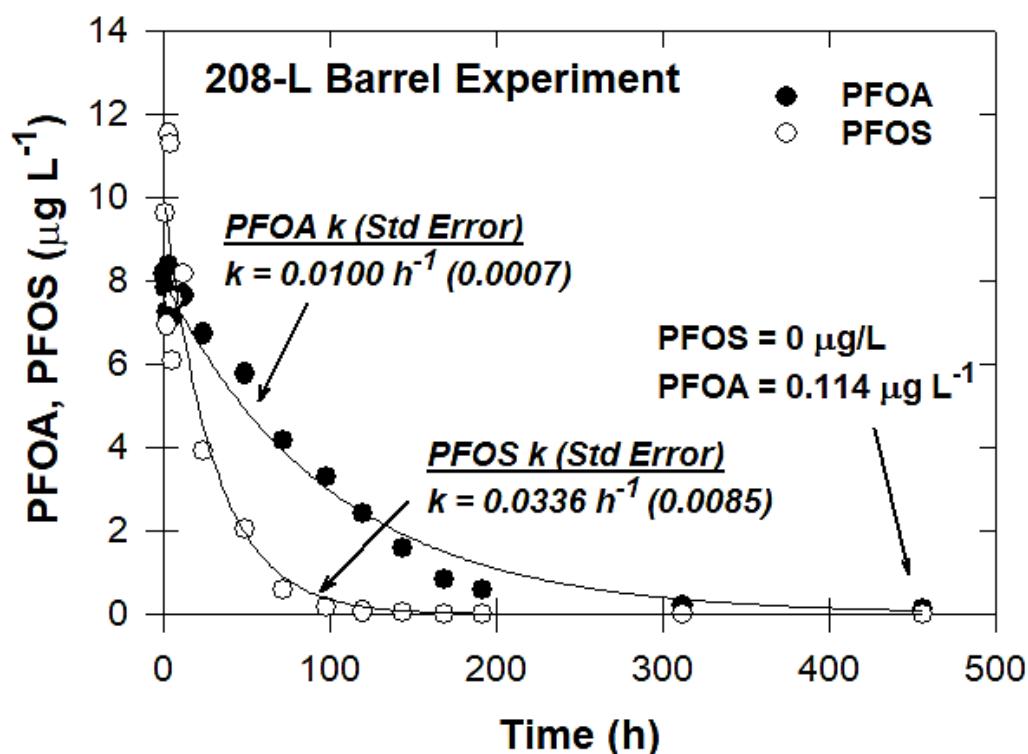 14
12
10
8
6
4
2
0
PFOA, PFOS (μg L⁻¹)
208-L Barrel Experiment
PFOA
PFOS
PFOA k (Std Error)
k = 0.0100 h⁻¹ (0.0007)
PFOS = 0 μg/L
PFOA = 0.114 μg L⁻¹
PFOS k (Std Error)
k = 0.0336 h⁻¹ (0.0085)
0 100 200 300 400 500
Time (h)